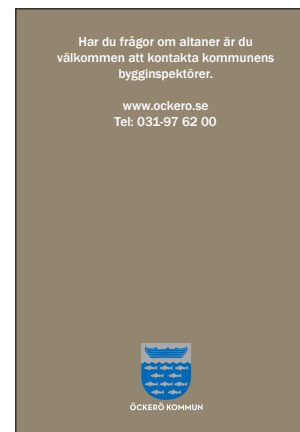 Har du frågor om altaner är du
välkommen att kontakta kommunens
bygginspektörer.
www.ockero.se
Tel: 031-97 62 00
ÖCKERÖ KOMMUN